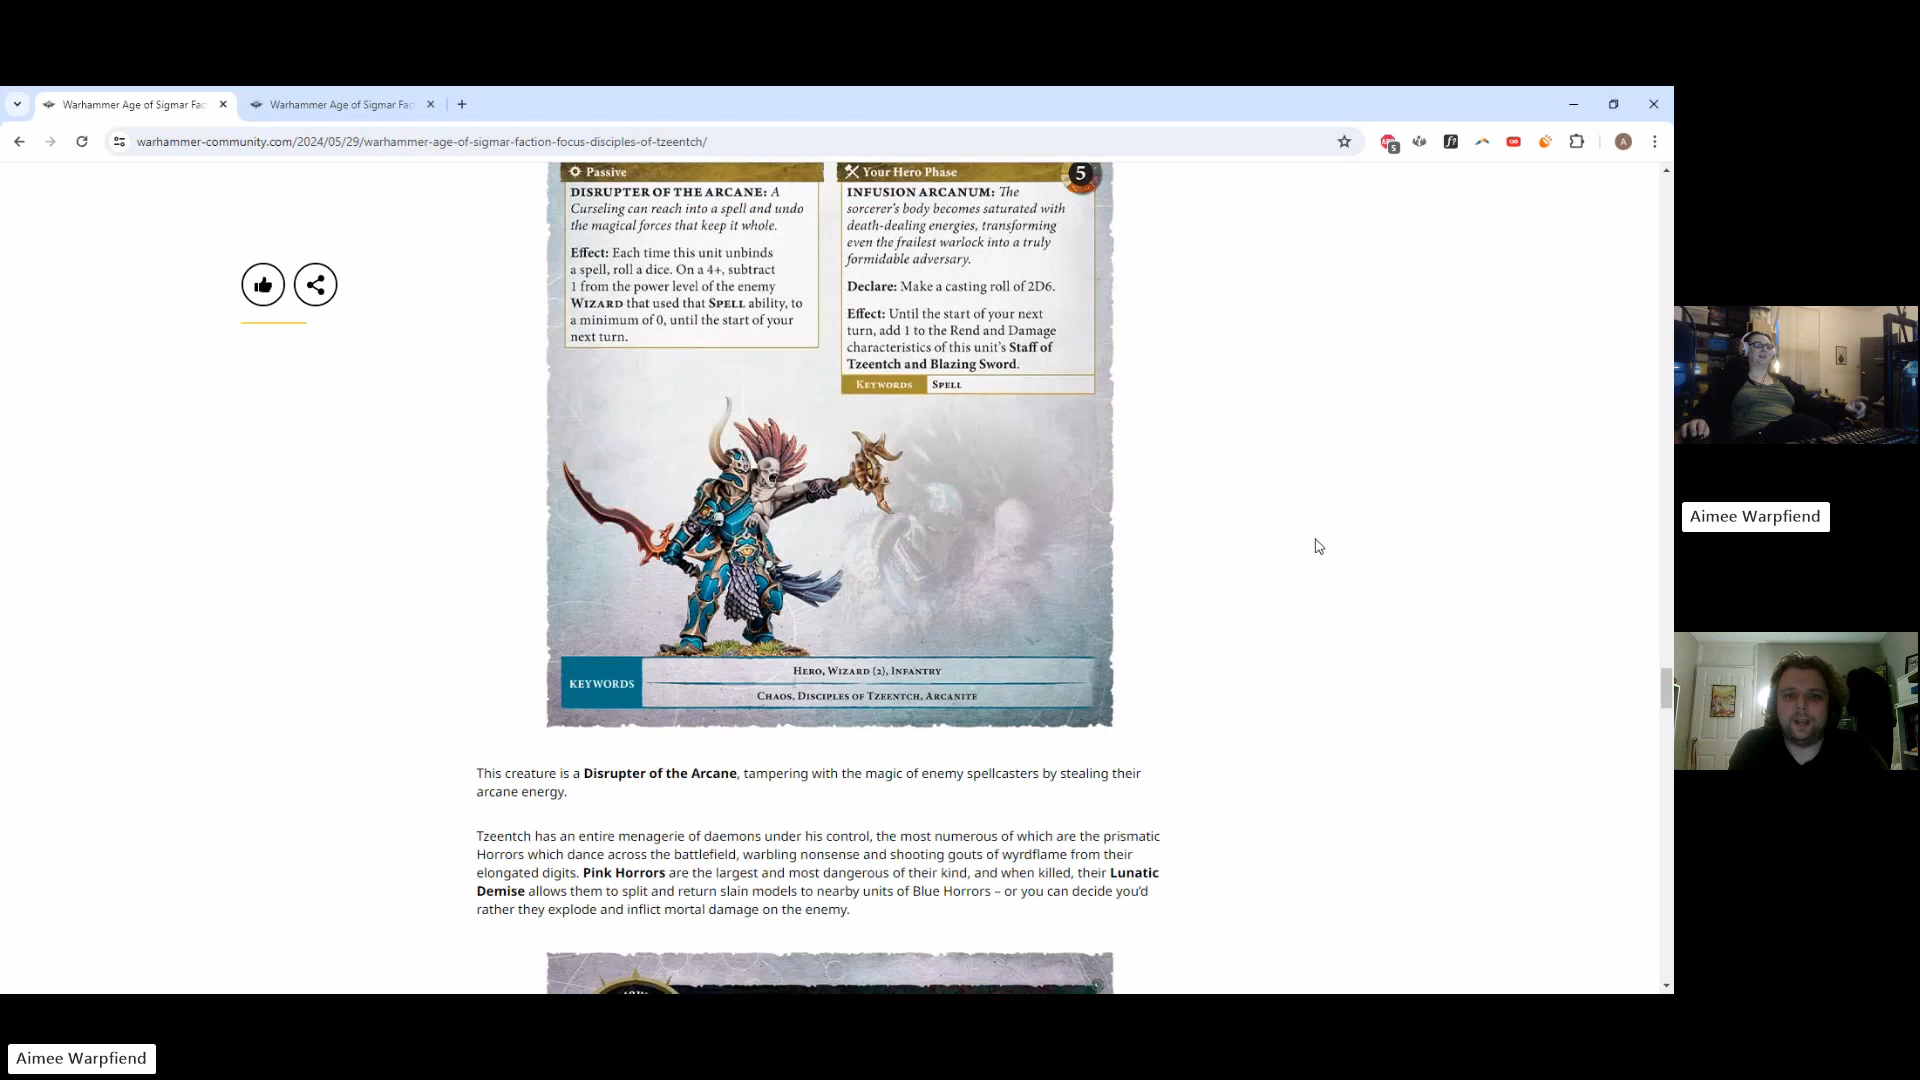 Warhammer Age of Sigmar Fac
Warhammer Age of Sigmar Fac
warhammer-community.com/2024/05/29/warhammer-age-of-sigmar-faction-focus-disciples-of-tzeentch/
5
A
Passive
DISRUPTER OF THE ARCANE: A
Curseling can reach into a spell and undo
the magical forces that keep it whole.
Effect: Each time this unit unbinds
a spell, roll a dice. On a 4+, subtract
1 from the power level of the enemy
WIZARD that used that SPELL ability, to
a minimum of 0, until the start of your
next turn.
Your Hero Phase
5
INFUSION ARCANUM: The
sorcerer's body becomes saturated with
death-dealing energies, transforming
even the frailest warlock into a truly
formidable adversary.
Declare: Make a casting roll of 2D6.
Effect: Until the start of your next
turn, add 1 to the Rend and Damage
characteristics of this unit's Staff of
Tzeentch and Blazing Sword.
KEYWORDS SPELL
KEYWORDS
HERO, WIZARD (2), INFANTRY
CHAOS, DISCIPLES OF TZEENTCH, ARCANITE
This creature is a Disrupter of the Arcane, tampering with the magic of enemy spellcasters by stealing their
arcane energy.
Tzeentch has an entire menagerie of daemons under his control, the most numerous of which are the prismatic
Horrors which dance across the battlefield, warbling nonsense and shooting gouts of wyrdflame from their
elongated digits. Pink Horrors are the largest and most dangerous of their kind, and when killed, their Lunatic
Demise allows them to split and return slain models to nearby units of Blue Horrors – or you can decide you'd
rather they explode and inflict mortal damage on the enemy.
Aimee Warpfiend
Aimee Warpfiend